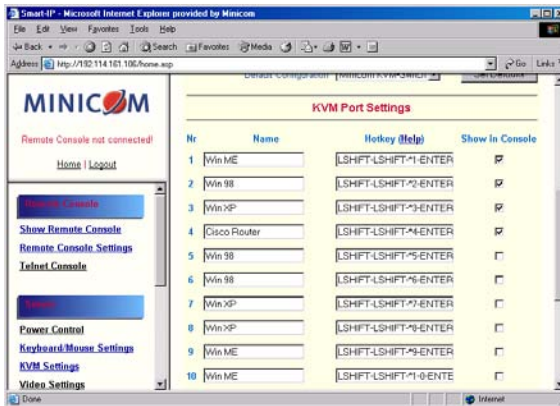 Smart-IP - Microsoft Internet Explorer provided by Minicom
File Edit View Favorites Tools Help
Back Search Favorites Media
Address http://192.114.161.106/home.asp Go Links
MINICOM
Remote Console not connected!
Home | Logout
Remote Console
Show Remote Console
Remote Console Settings
Telnet Console
Power Control
Keyboard/Mouse Settings
KVM Settings
Video Settings
KVM Port Settings
Nr Name Hotkey (Help) Show In Console
1 Win ME LSHIFT-LSHIFT-*1-ENTER
2 Win 98 LSHIFT-LSHIFT-*2-ENTER
3 Win XP LSHIFT-LSHIFT-*3-ENTER
4 Cisco Router LSHIFT-LSHIFT-*4-ENTER
5 Win 98 LSHIFT-LSHIFT-*5-ENTER
6 Win 98 LSHIFT-LSHIFT-*6-ENTER
7 Win XP LSHIFT-LSHIFT-*7-ENTER
8 Win XP LSHIFT-LSHIFT-*8-ENTER
9 Win ME LSHIFT-LSHIFT-*9-ENTER
10 Win ME LSHIFT-LSHIFT-*1-0-ENTE
Done Internet